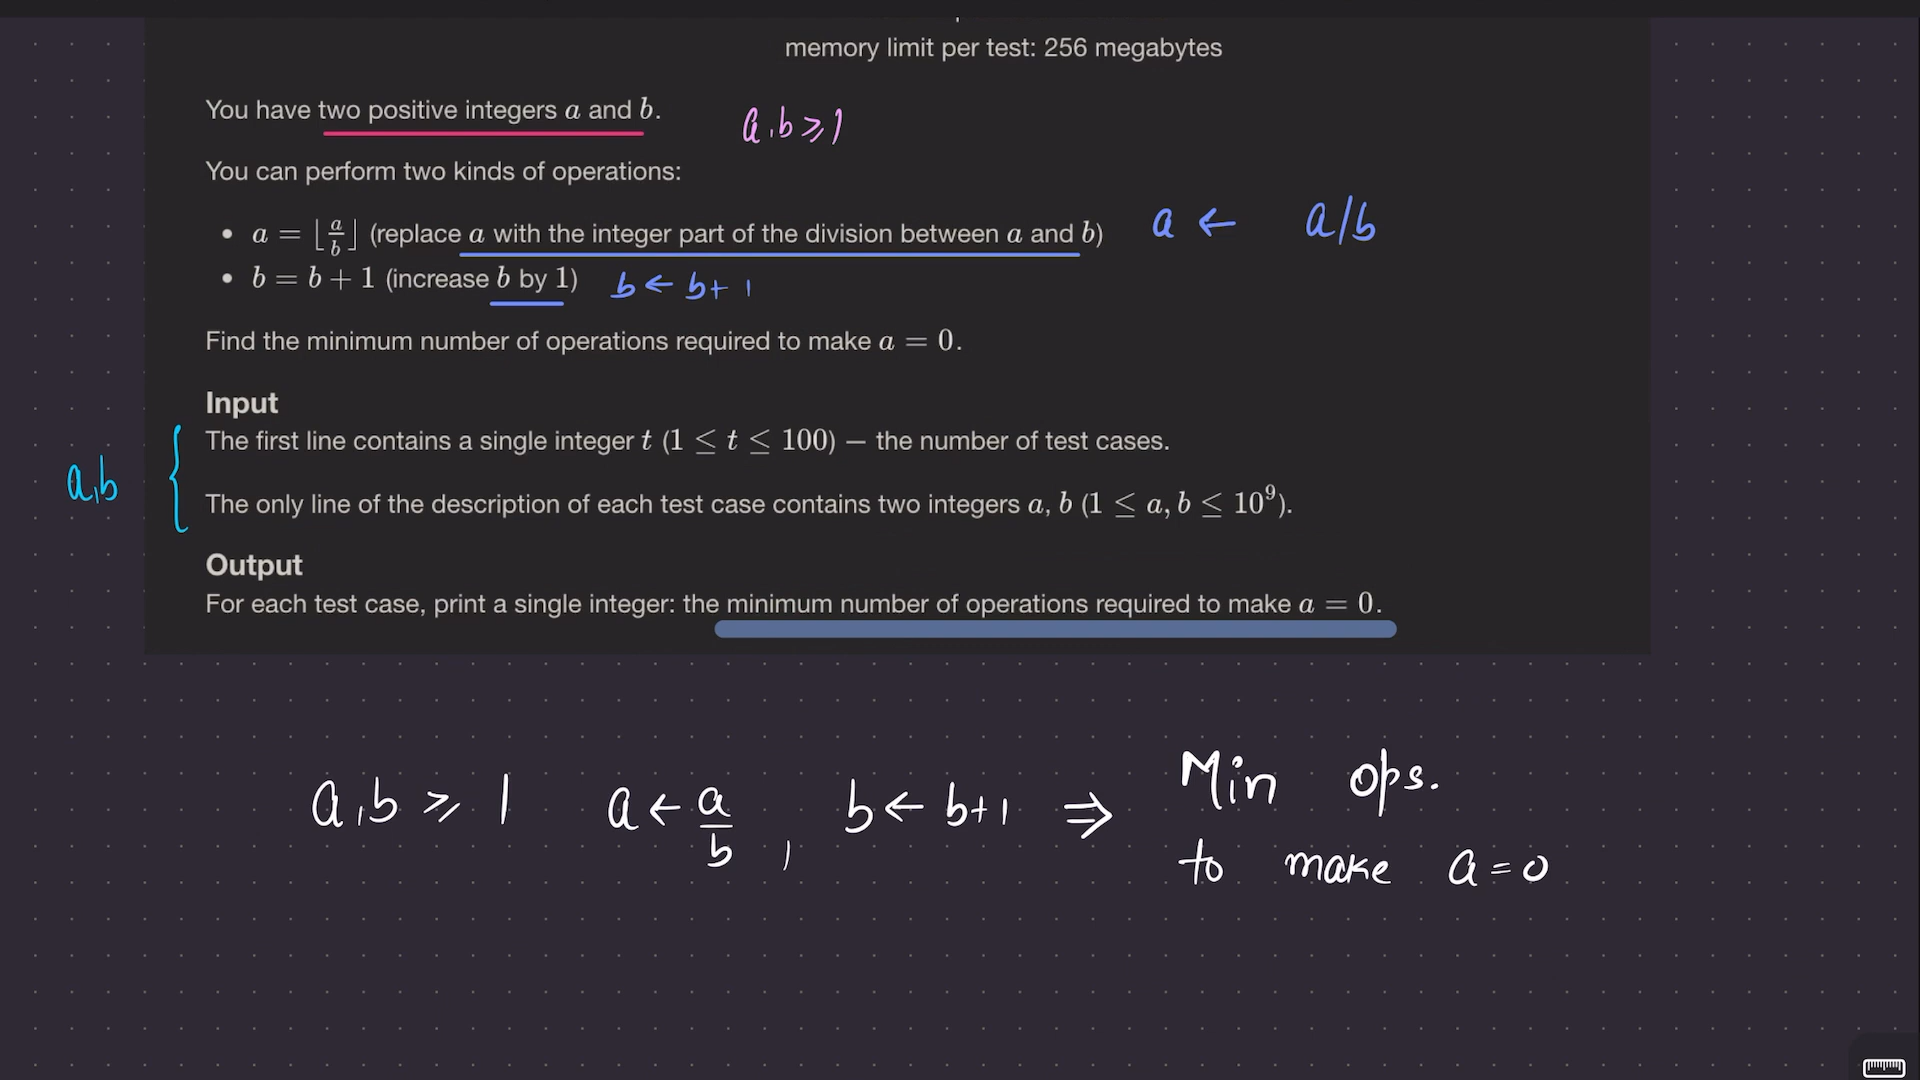 memory limit per test: 256 megabytes
You have two positive integers a and b.
a,b ≥ 1
You can perform two kinds of operations:
• a = ⌊a/b⌋ (replace a with the integer part of the division between a and b)
a ← a/b
• b = b + 1 (increase b by 1)
b ← b+1
Find the minimum number of operations required to make a = 0.
Input
The first line contains a single integer t (1 ≤ t ≤ 100) — the number of test cases.
a,b {
The only line of the description of each test case contains two integers a, b (1 ≤ a, b ≤ 10⁹).
Output
For each test case, print a single integer: the minimum number of operations required to make a = 0.
a,b ≥ 1 a ← a/b , b ← b+1 ⇒ Min ops.
to make a=0